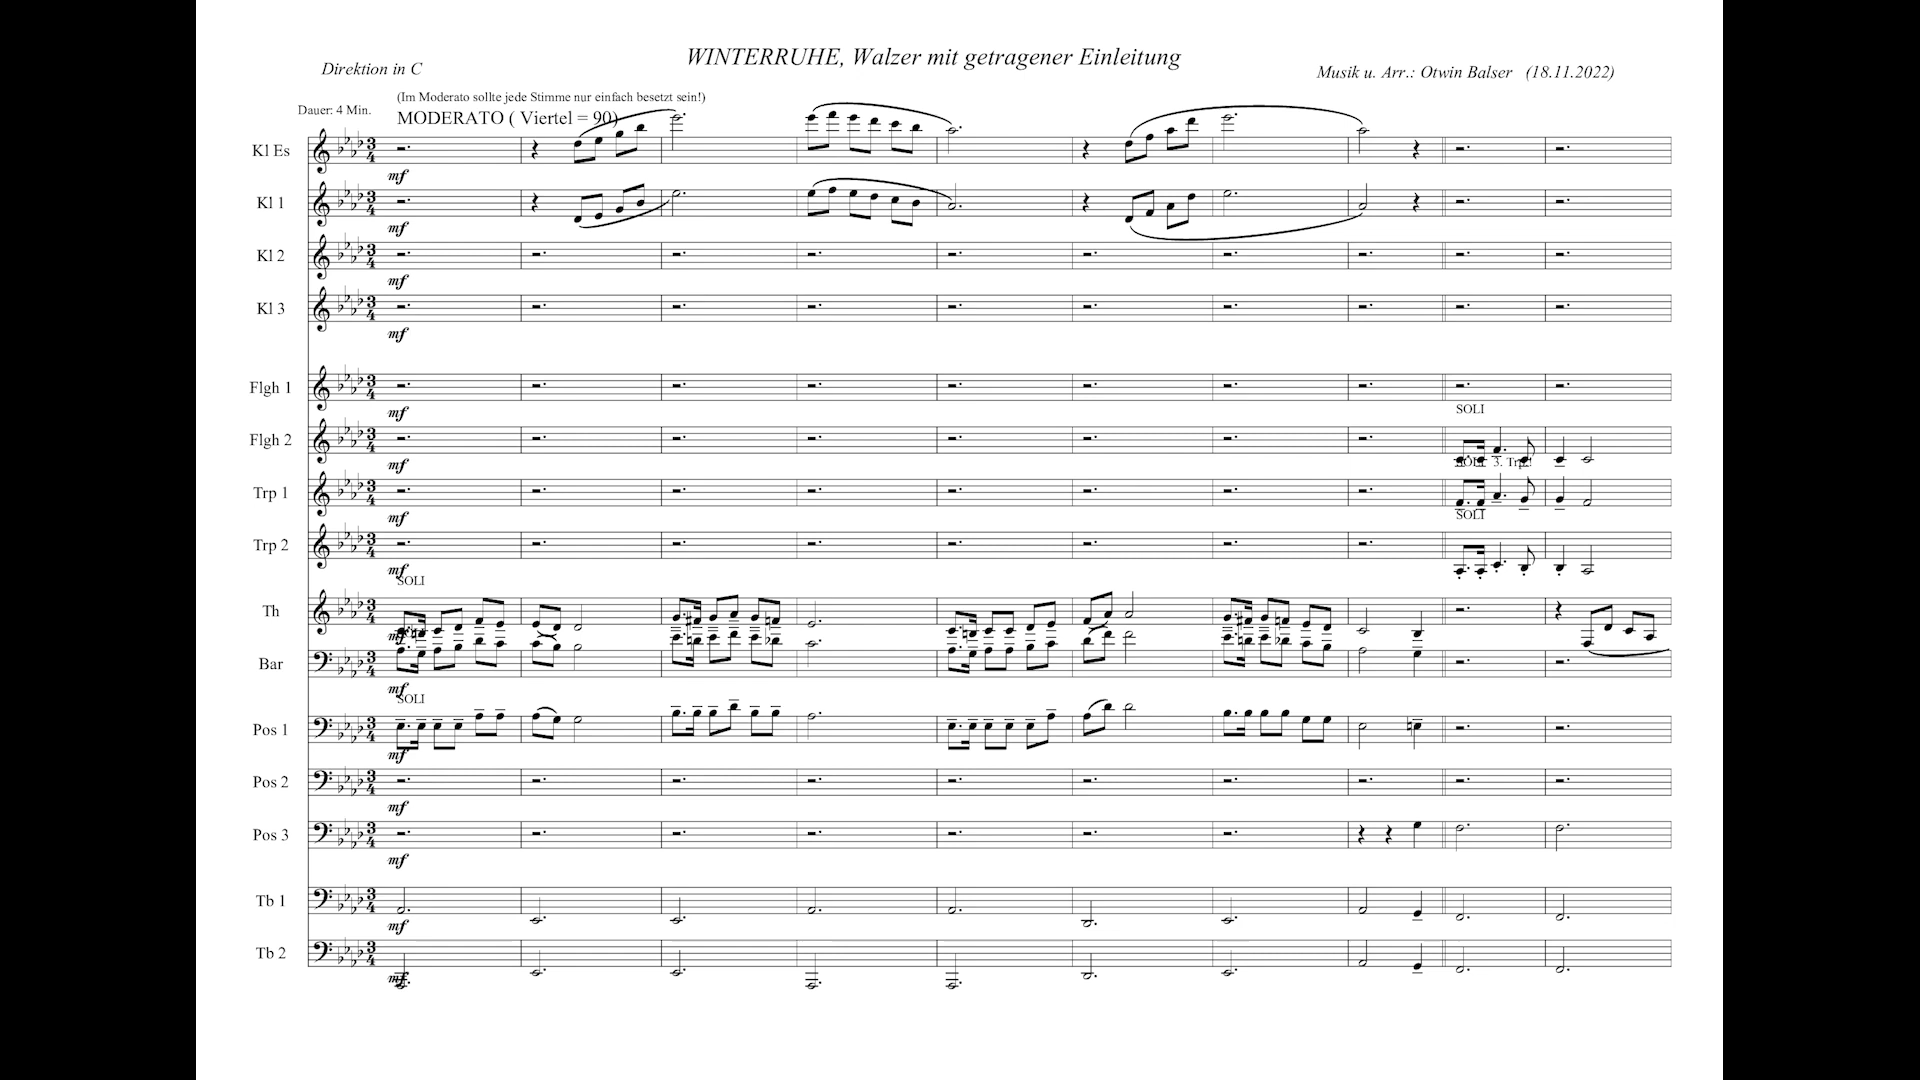 WINTERRUHE, Walzer mit getragener Einleitung
Direktion in C
Musik u. Arr.: Otwin Balser (18.11.2022)
(Im Moderato sollte jede Stimme nur einfach besetzt sein!)
Dauer: 4 Min.
MODERATO ( Viertel = 90)
Kl Es
mf
Kl 1
mf
Kl 2
mf
Kl 3
mf
Flgh 1
mf
SOLI
Flgh 2
mf
SOLI 3. Trp!
Trp 1
mf
SOLI
Trp 2
mf
SOLI
Th
mf
Bar
mf
SOLI
Pos 1
mf
Pos 2
mf
Pos 3
mf
Tb 1
mf
Tb 2
mf